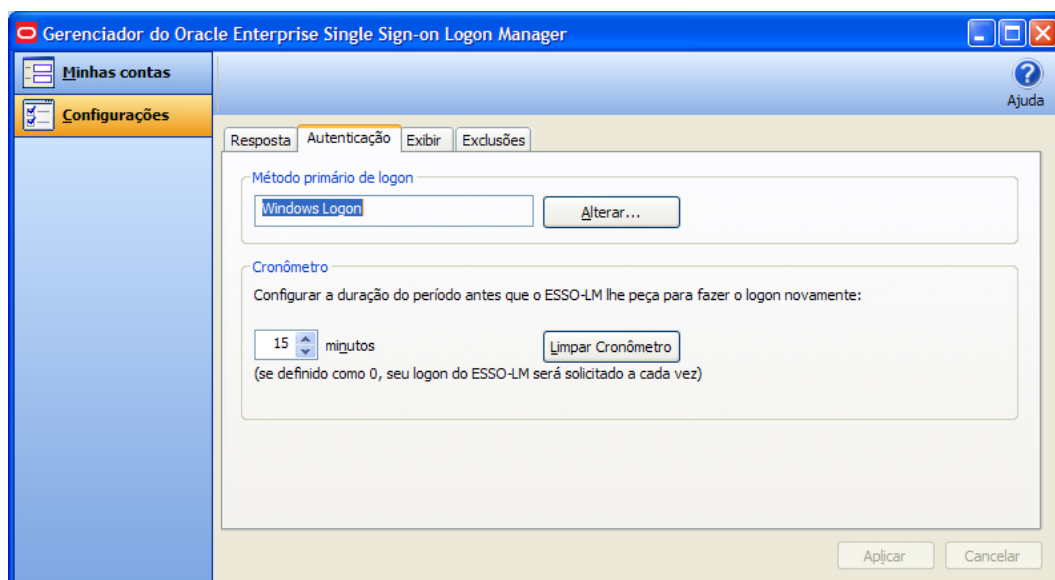 Gerenciador do Oracle Enterprise Single Sign-on Logon Manager
Minhas contas
Configurações
Ajuda
Resposta Autenticação Exibir Exclusões
Método primário de logon
Windows Logon Alterar...
Cronômetro
Configurar a duração do período antes que o ESSO-LM lhe peça para fazer o logon novamente:
15 minutos Limpar Cronômetro
(se definido como 0, seu logon do ESSO-LM será solicitado a cada vez)
Aplicar Cancelar